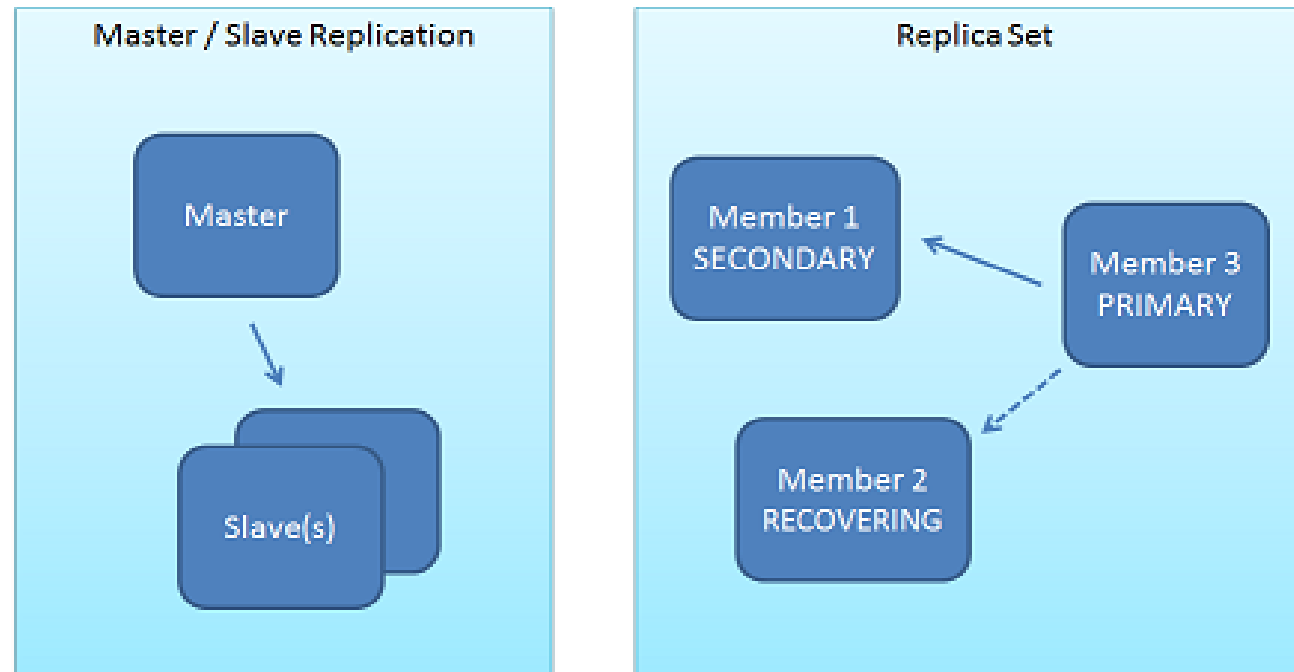 Master / Slave Replication
Master
Slave(s)
Replica Set
Member 1
SECONDARY
Member 3
PRIMARY
Member 2
RECOVERING